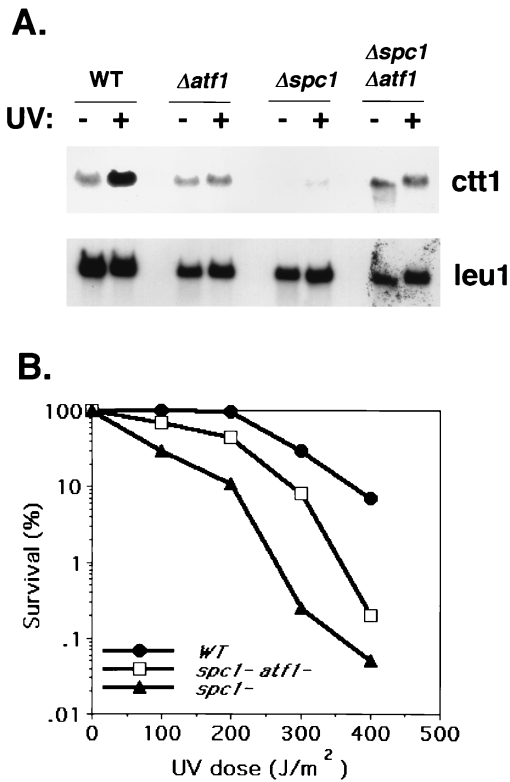 A.
Δspc1
WT Δatf1 Δspc1 Δatf1
UV: - + - + - + - +
ctt1
leu1
B.
100
10
1
.1
.01
Survival (%)
WT
spc1- atf1-
spc1-
0 100 200 300 400 500
UV dose (J/m²)